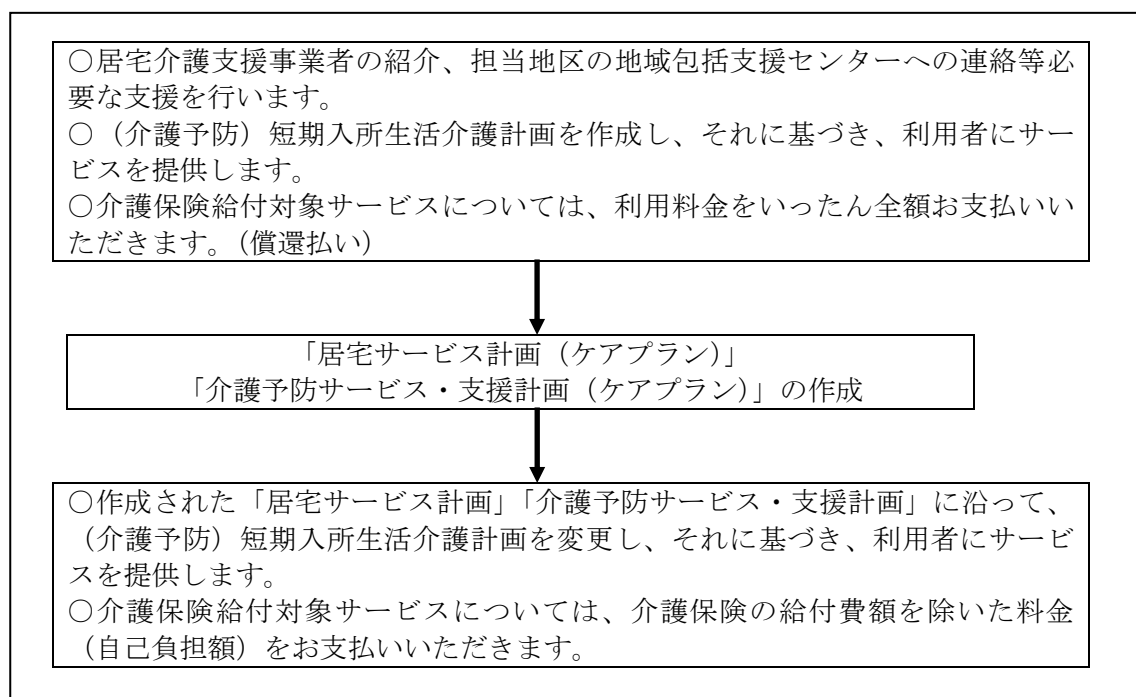 ○居宅介護支援事業者の紹介、担当地区の地域包括支援センターへの連絡等必
要な支援を行います。
○（介護予防）短期入所生活介護計画を作成し、それに基づき、利用者にサー
ビスを提供します。
○介護保険給付対象サービスについては、利用料金をいったん全額お支払いい
ただきます。（償還払い）
「居宅サービス計画（ケアプラン）」
「介護予防サービス・支援計画（ケアプラン）」の作成
○作成された「居宅サービス計画」「介護予防サービス・支援計画」に沿って、
（介護予防）短期入所生活介護計画を変更し、それに基づき、利用者にサービ
スを提供します。
○介護保険給付対象サービスについては、介護保険の給付費額を除いた料金
（自己負担額）をお支払いいただきます。